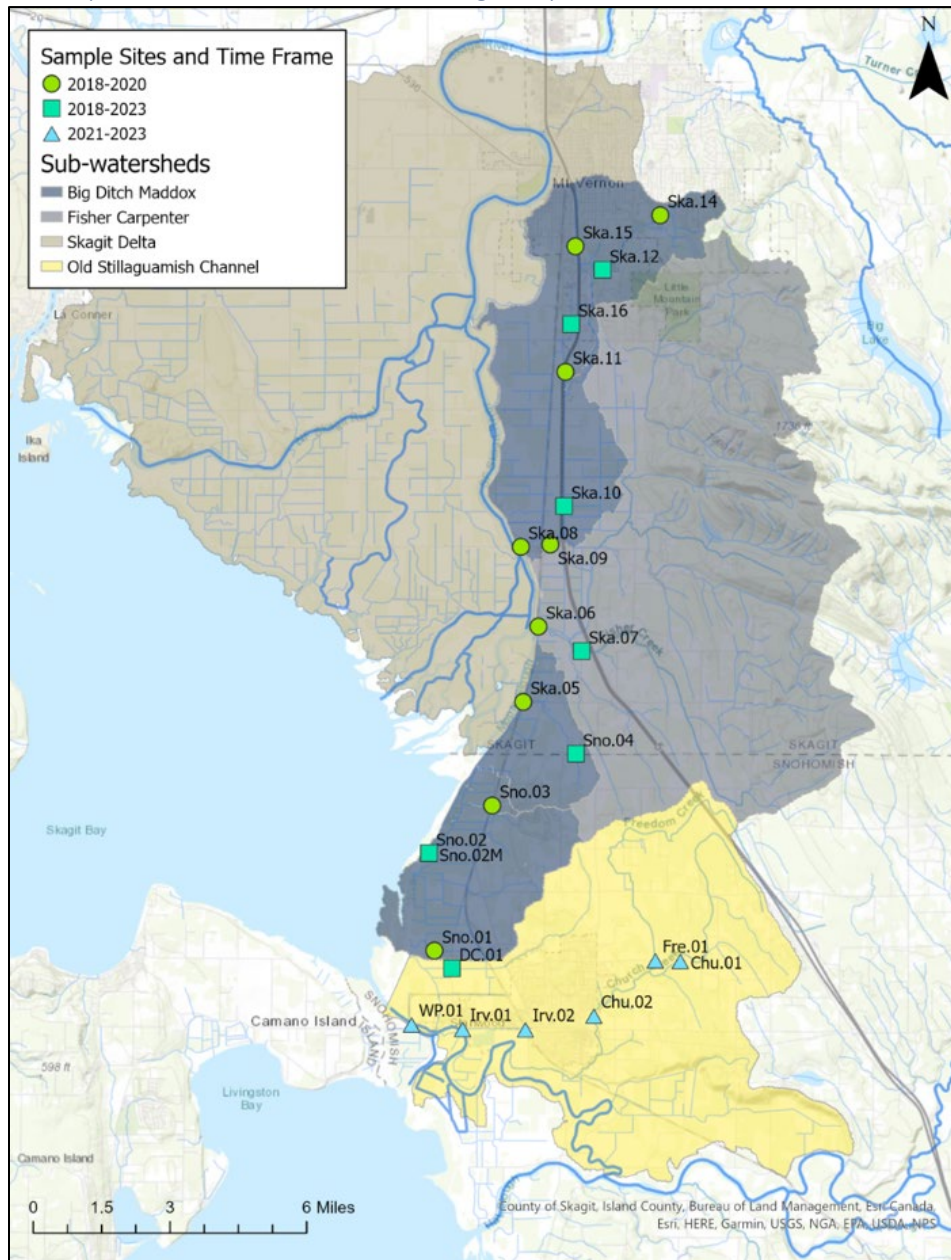 N
Sample Sites and Time Frame
2018-2020
2018-2023
2021-2023
Sub-watersheds
Big Ditch Maddox
Fisher Carpenter
Skagit Delta
Old Stillaguamish Channel
Mt Vernon
Ska.14
Ska.15
Ska.12
Little
Mountain
Park
Ska.16
La Conner
Big
Lake
Ska.11
Ika
Island
Ska.10
Ska.08
Ska.09
Ska.06
Ska.07
Ska.05
SKAGIT
Sno.04
SKAGIT
SNOHOMISH
Sno.03
Freedom Creek
Skagit Bay
Sno.02
Sno.02M
Sno.01
DC.01
Fre.01
Chu.01
Chu.02
WP.01
Irv.01
Irv.02
Camano Island
SNOHOMISH
ISLAND
598 ft
Livingston
Bay
Camano Island
0 1.5 3 6 Miles
County of Skagit, Island County, Bureau of Land Management, Esri Canada,
Esri, HERE, Garmin, USGS, NGA, EPA, USDA, NPS